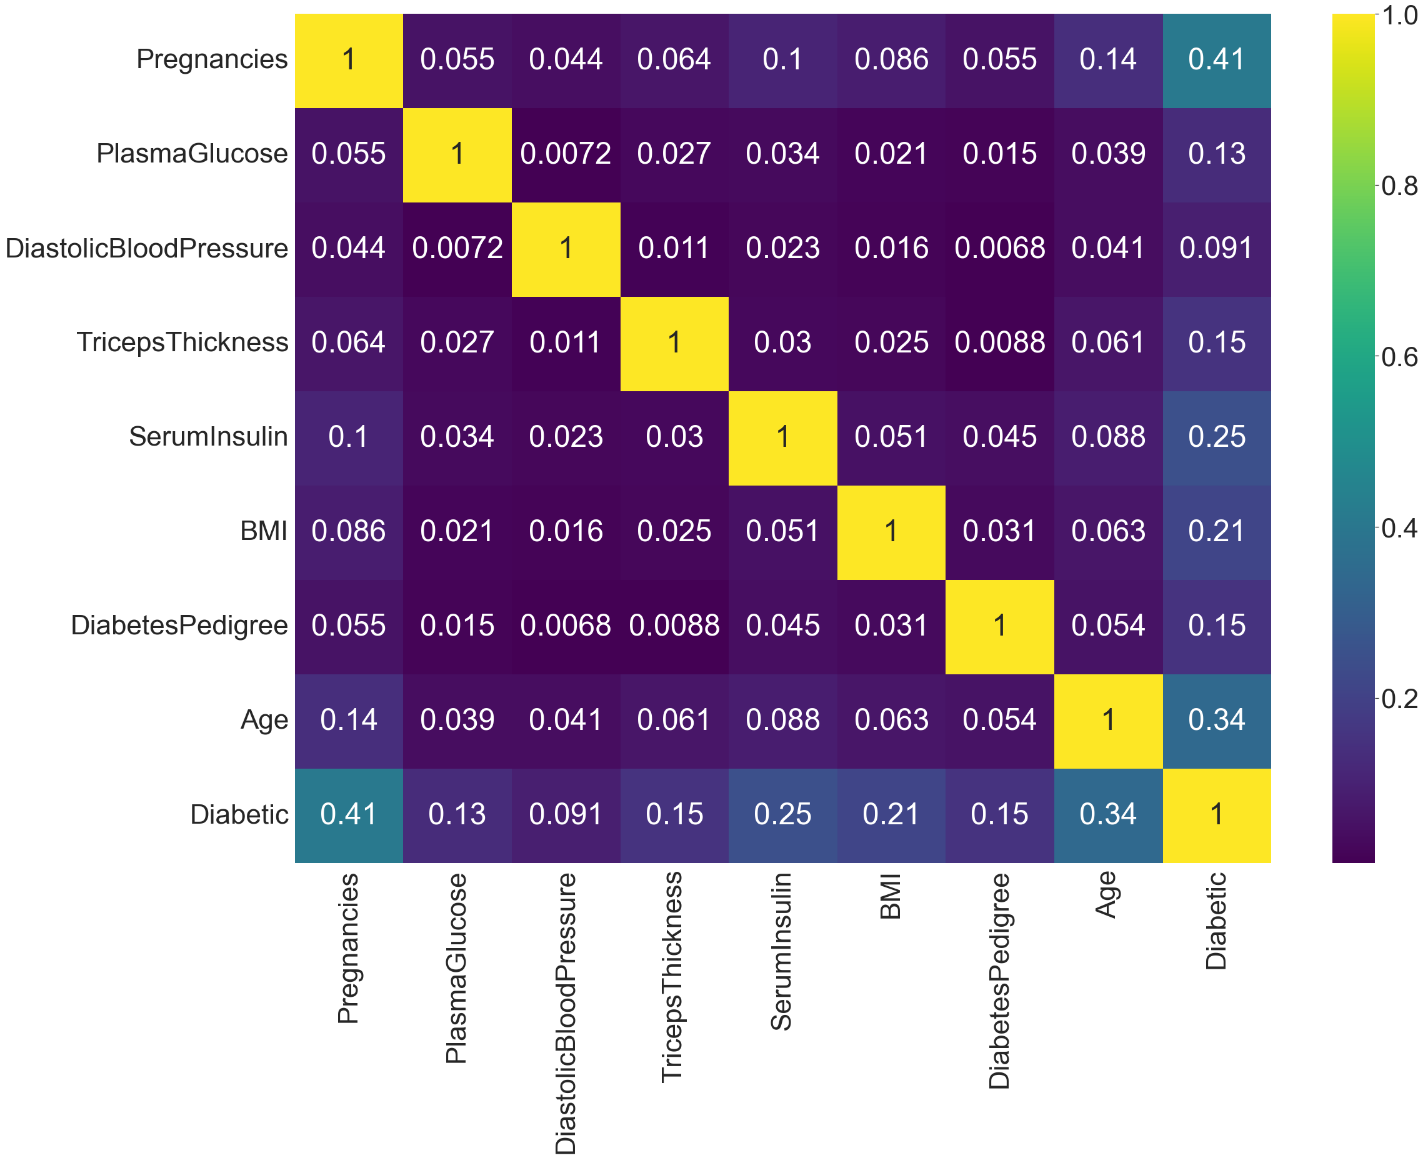 Pregnancies 1 0.055 0.044 0.064 0.1 0.086 0.055 0.14 0.41
PlasmaGlucose 0.055 1 0.0072 0.027 0.034 0.021 0.015 0.039 0.13
DiastolicBloodPressure 0.044 0.0072 1 0.011 0.023 0.016 0.0068 0.041 0.091
TricepsThickness 0.064 0.027 0.011 1 0.03 0.025 0.0088 0.061 0.15
SerumInsulin 0.1 0.034 0.023 0.03 1 0.051 0.045 0.088 0.25
BMI 0.086 0.021 0.016 0.025 0.051 1 0.031 0.063 0.21
DiabetesPedigree 0.055 0.015 0.0068 0.0088 0.045 0.031 1 0.054 0.15
Age 0.14 0.039 0.041 0.061 0.088 0.063 0.054 1 0.34
Diabetic 0.41 0.13 0.091 0.15 0.25 0.21 0.15 0.34 1
Pregnancies
PlasmaGlucose
DiastolicBloodPressure
TricepsThickness
SerumInsulin
BMI
DiabetesPedigree
Age
Diabetic
1.0
0.8
0.6
0.4
0.2